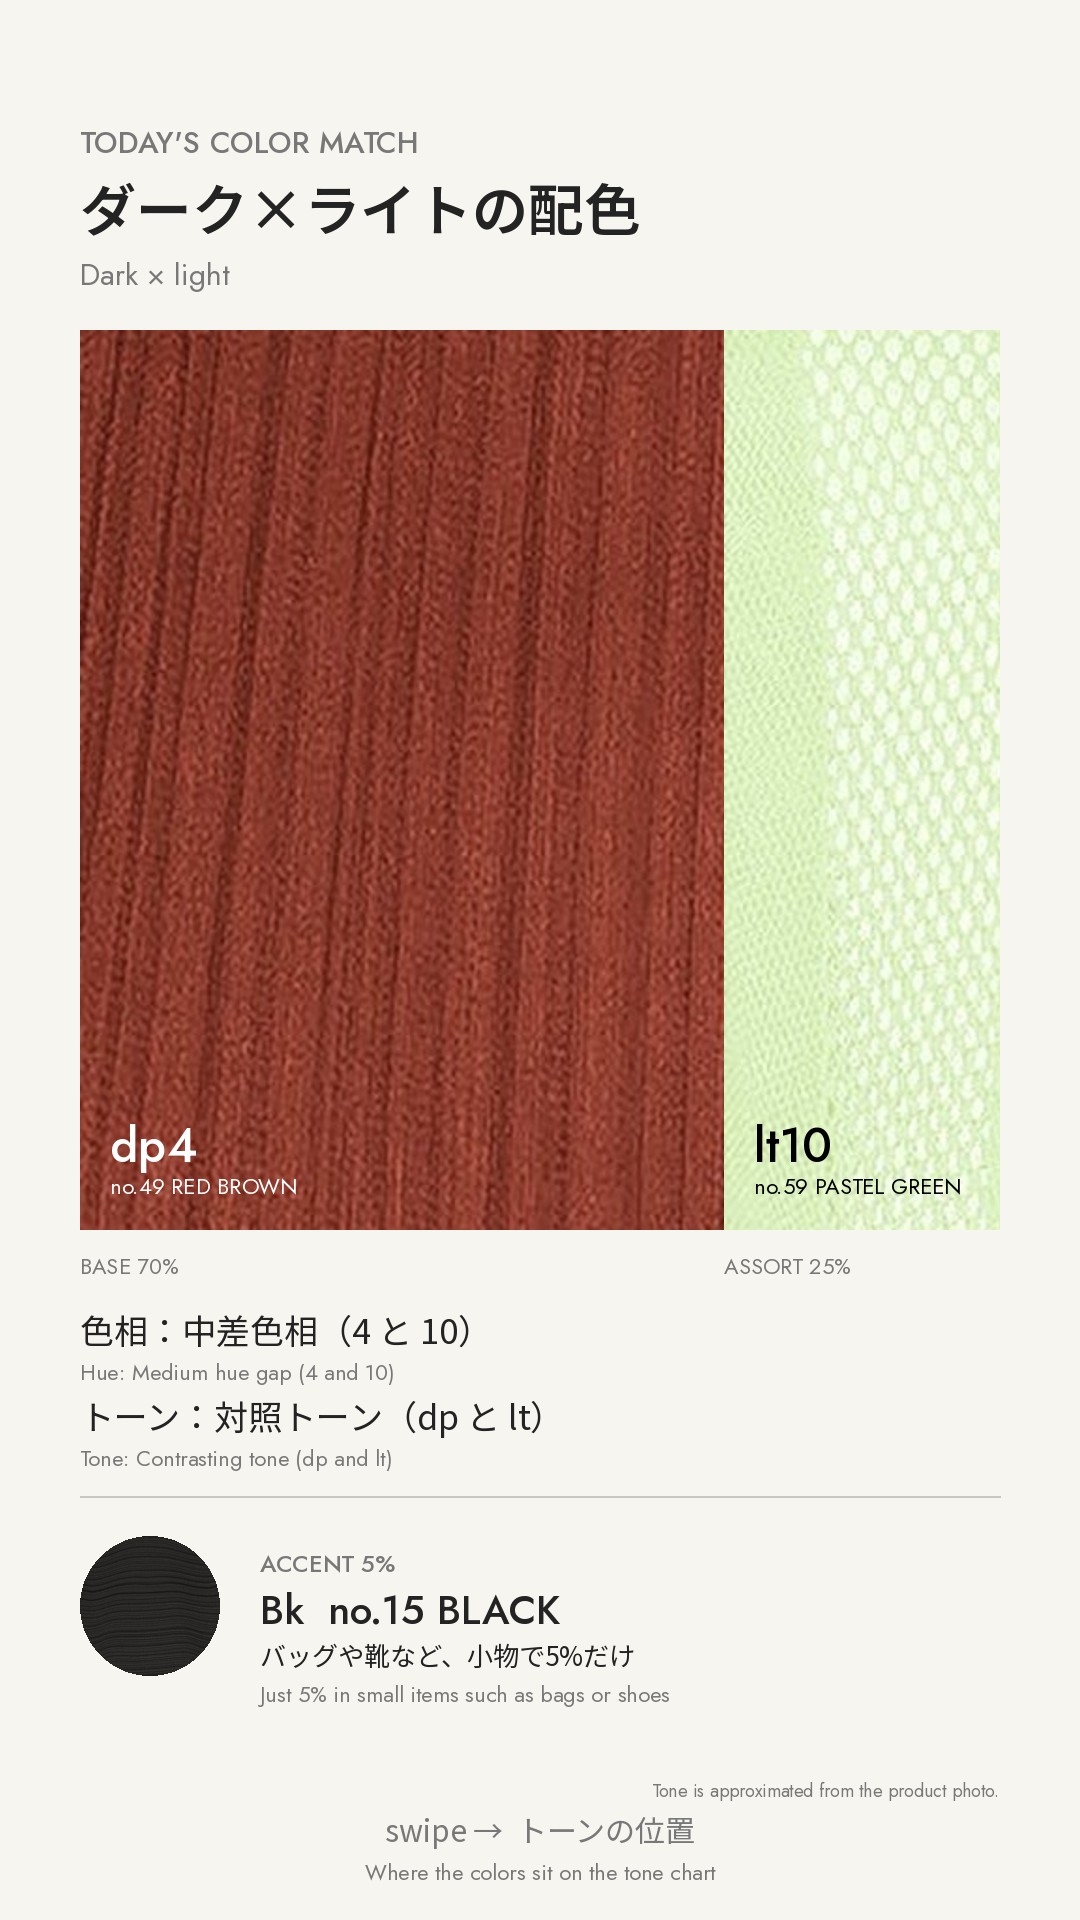 TODAY'S COLOR MATCH
ダーク×ライトの配色
Dark × light
dp4
no.49 RED BROWN
lt10
no.59 PASTEL GREEN
BASE 70%
ASSORT 25%
色相：中差色相（4 と 10）
Hue: Medium hue gap (4 and 10)
トーン：対照トーン（dp と lt）
Tone: Contrasting tone (dp and lt)
ACCENT 5%
Bk no.15 BLACK
バッグや靴など、小物で5%だけ
Just 5% in small items such as bags or shoes
Tone is approximated from the product photo.
swipe → トーンの位置
Where the colors sit on the tone chart